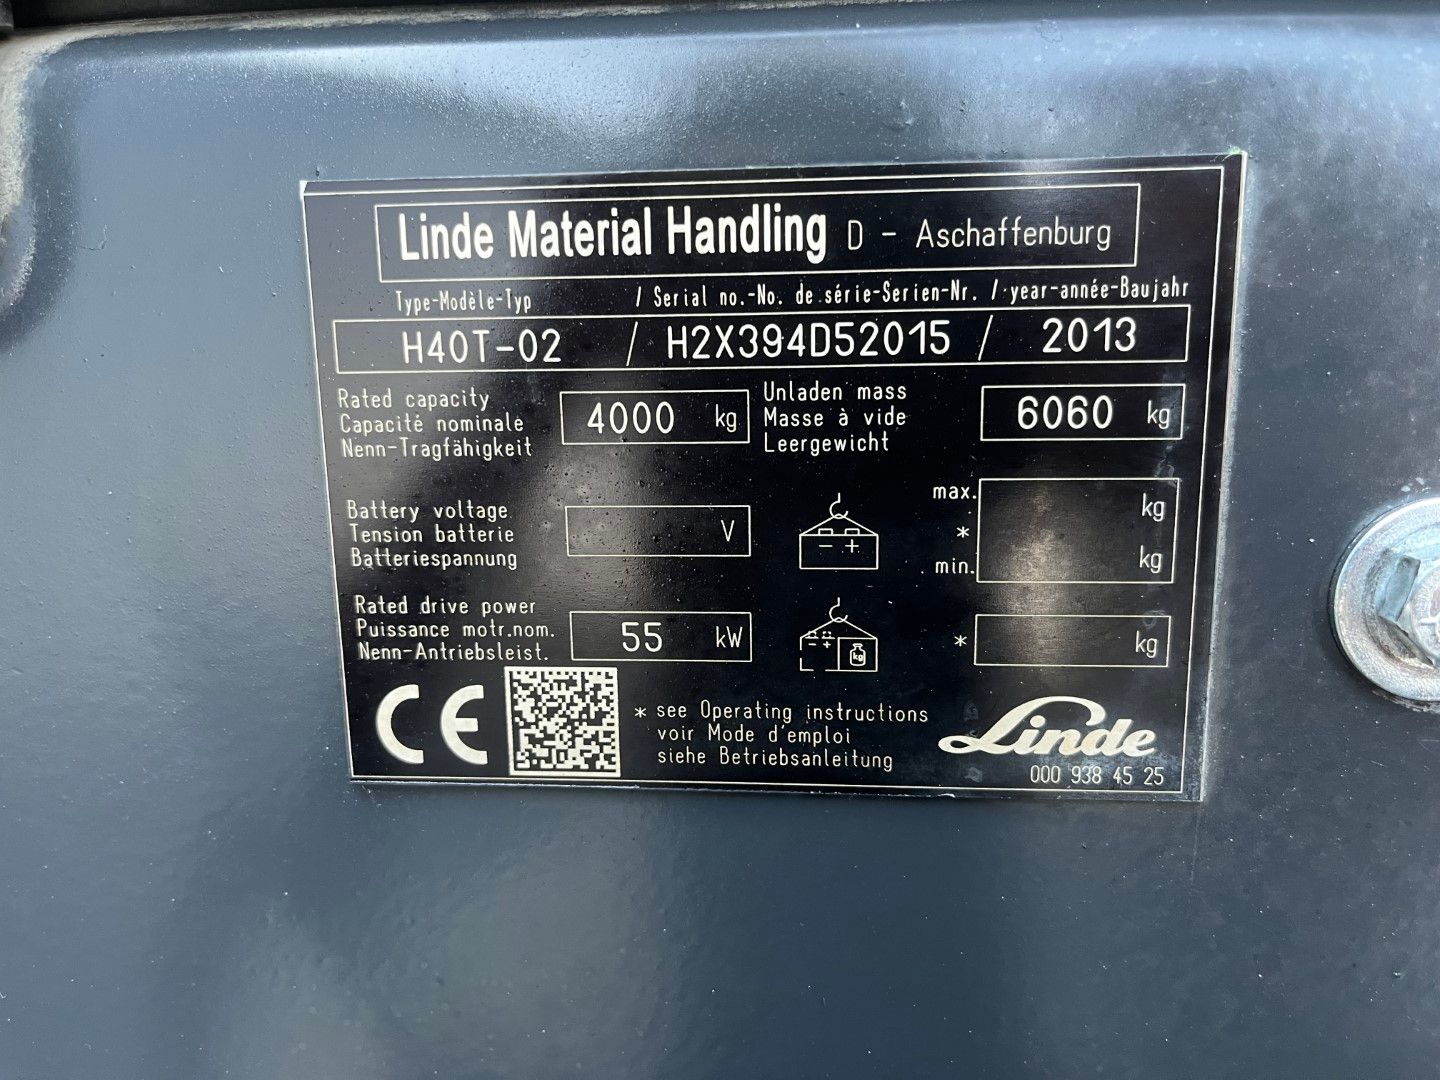 Linde Material Handling D - Aschaffenburg
Type-Modèle-Typ / Serial no.-No. de série-Serien-Nr. / year-année-Baujahr
H40T-02 / H2X394D52015 / 2013
Rated capacity
Capacité nominale
Nenn-Tragfähigkeit
4000 kg
Unladen mass
Masse à vide
Leergewicht
6060 kg
Battery voltage
Tension batterie
Batteriespannung
V
- +
max. kg
*
min. kg
Rated drive power
Puissance motr.nom.
Nenn-Antriebsleist.
55 kW
- +
kg
* kg
CE
* see Operating instructions
voir Mode d'emploi
siehe Betriebsanleitung
Linde
000 938 45 25